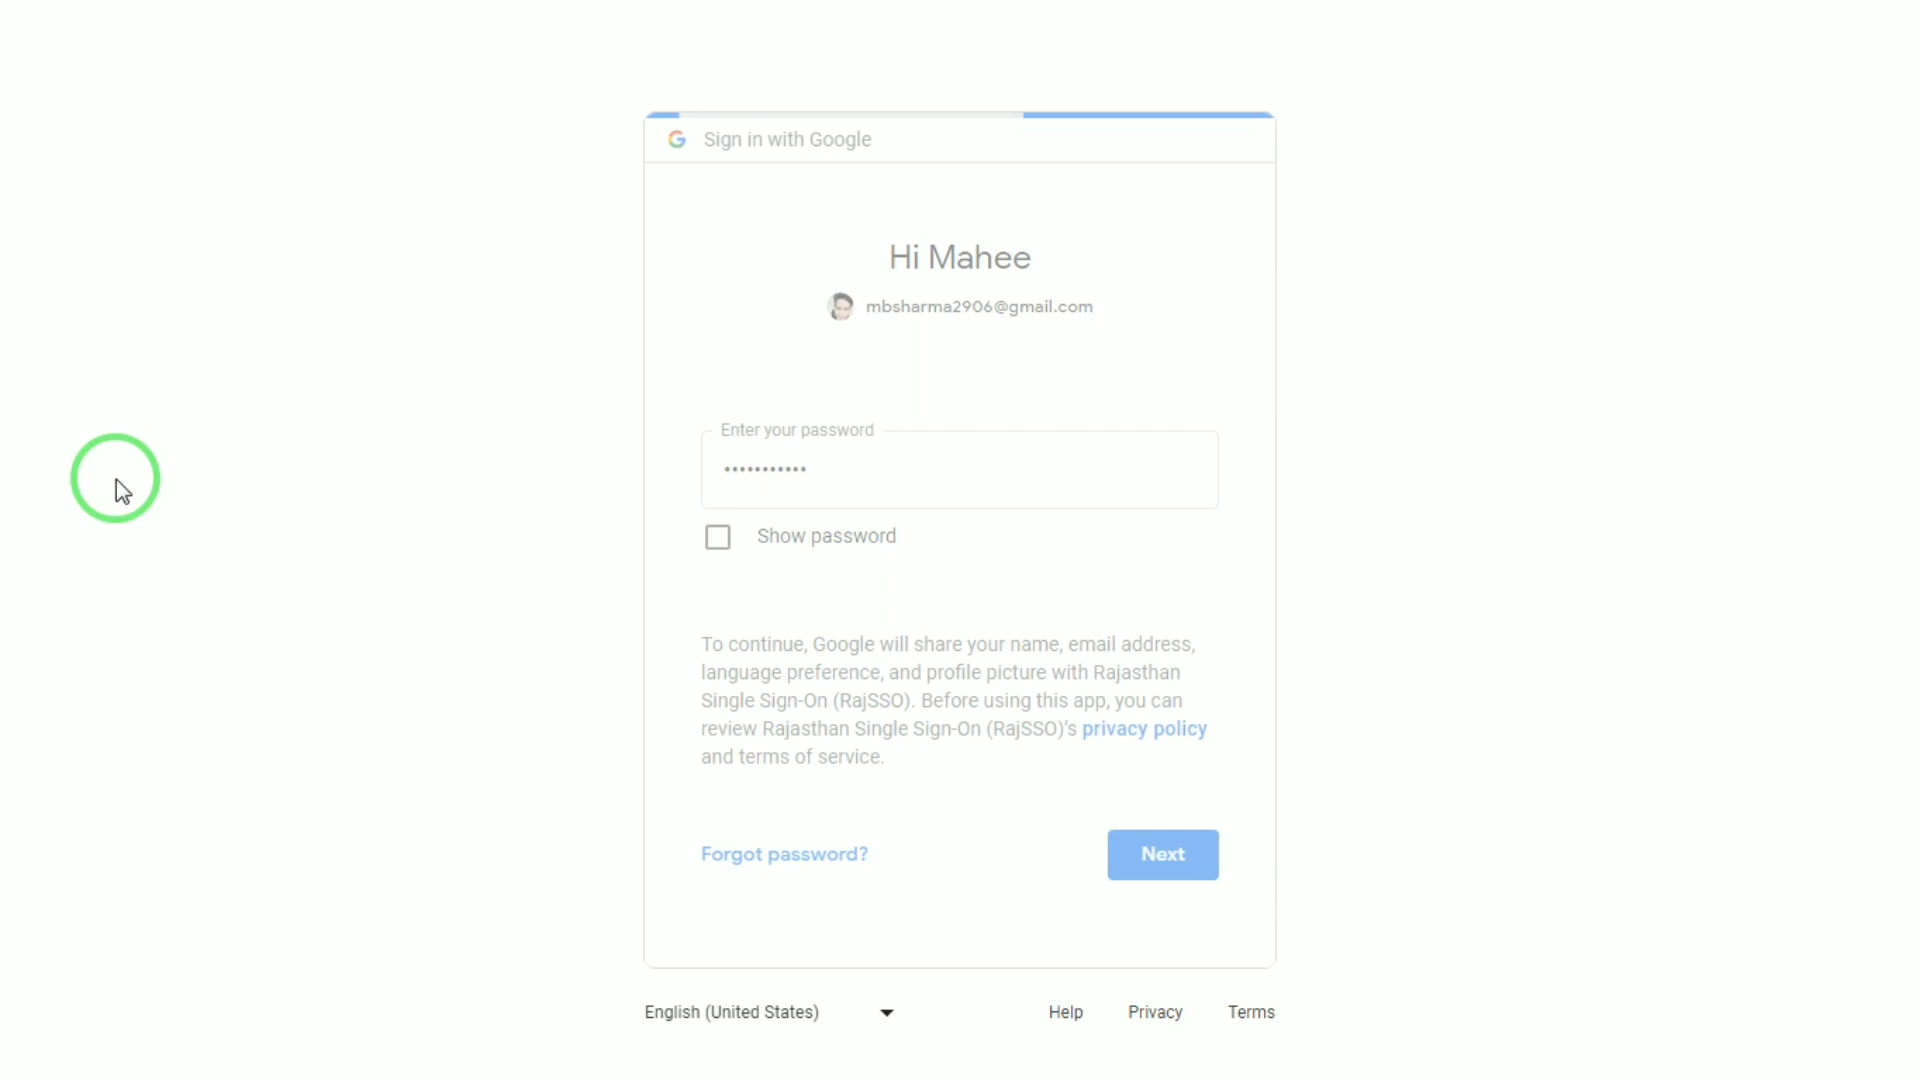 Sign in with Google
Hi Mahee
mbsharma2906@gmail.com
Enter your password
•••••••••••
Show password
To continue, Google will share your name, email address,
language preference, and profile picture with Rajasthan
Single Sign-On (RajSSO). Before using this app, you can
review Rajasthan Single Sign-On (RajSSO)'s privacy policy
and terms of service.
Forgot password?
Next
English (United States)
Help
Privacy
Terms